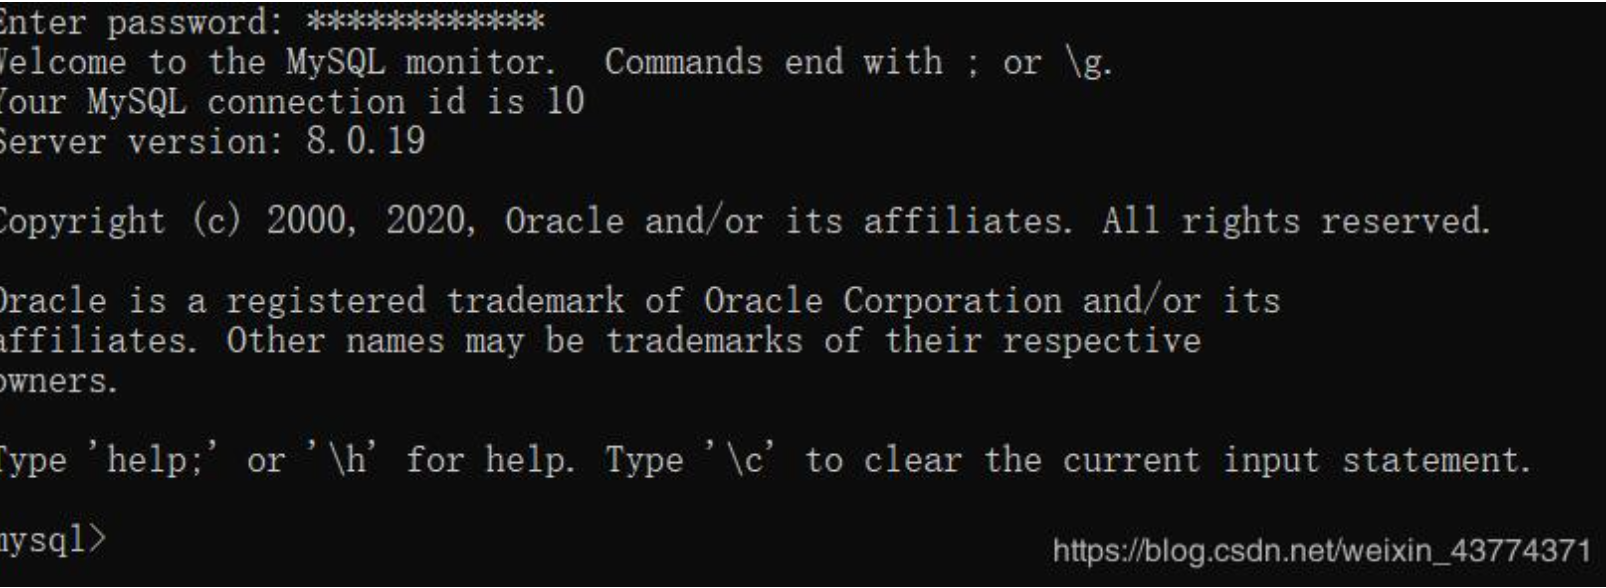 Enter password: ************
Welcome to the MySQL monitor.  Commands end with ; or \g.
Your MySQL connection id is 10
Server version: 8.0.19
Copyright (c) 2000, 2020, Oracle and/or its affiliates. All rights reserved.
Oracle is a registered trademark of Oracle Corporation and/or its
affiliates. Other names may be trademarks of their respective
owners.
Type 'help;' or '\h' for help. Type '\c' to clear the current input statement.
mysql>
https://blog.csdn.net/weixin_43774371